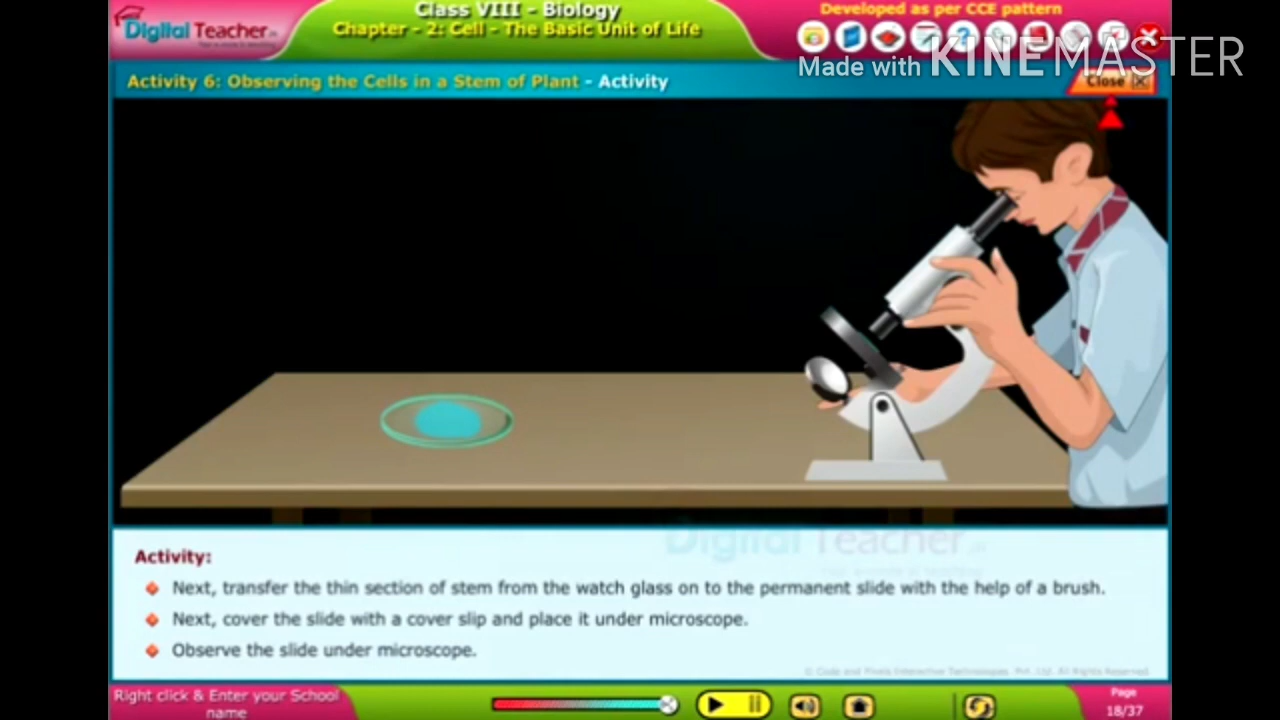 Digital Teacher
Class VIII - Biology
Chapter - 2: Cell - The Basic Unit of Life
Developed as per CCE pattern
Made with KINEMASTER
Activity 6: Observing the Cells in a Stem of Plant - Activity
Close
Digital Teacher
Activity:
Next, transfer the thin section of stem from the watch glass on to the permanent slide with the help of a brush.
Next, cover the slide with a cover slip and place it under microscope.
Observe the slide under microscope.
Right click & Enter your School
name
Page
18/37